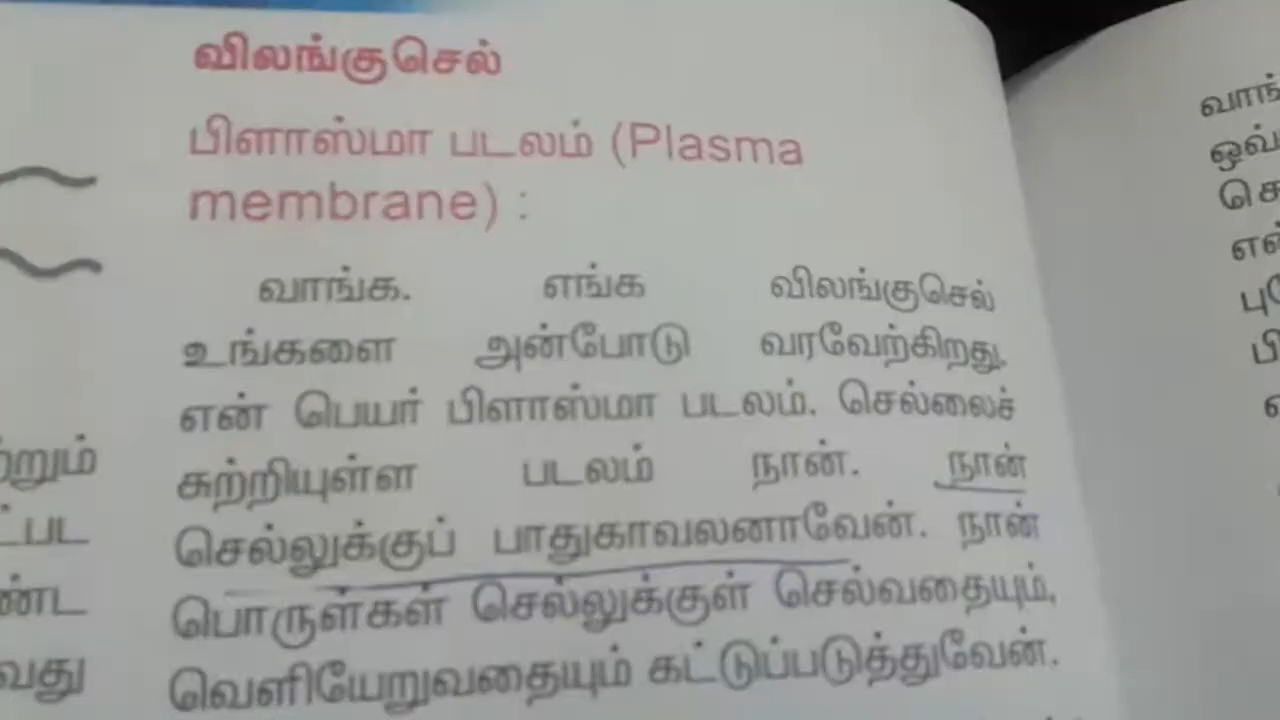 விலங்குசெல்
பிளாஸ்மா படலம் (Plasma
membrane) :
வாங்க. எங்க விலங்குசெல்
உங்களை அன்போடு வரவேற்கிறது.
என் பெயர் பிளாஸ்மா படலம். செல்லைச்
சுற்றியுள்ள படலம் நான். நான்
செல்லுக்குப் பாதுகாவலனாவேன். நான்
பொருள்கள் செல்லுக்குள் செல்வதையும்,
வெளியேறுவதையும் கட்டுப்படுத்துவேன்.